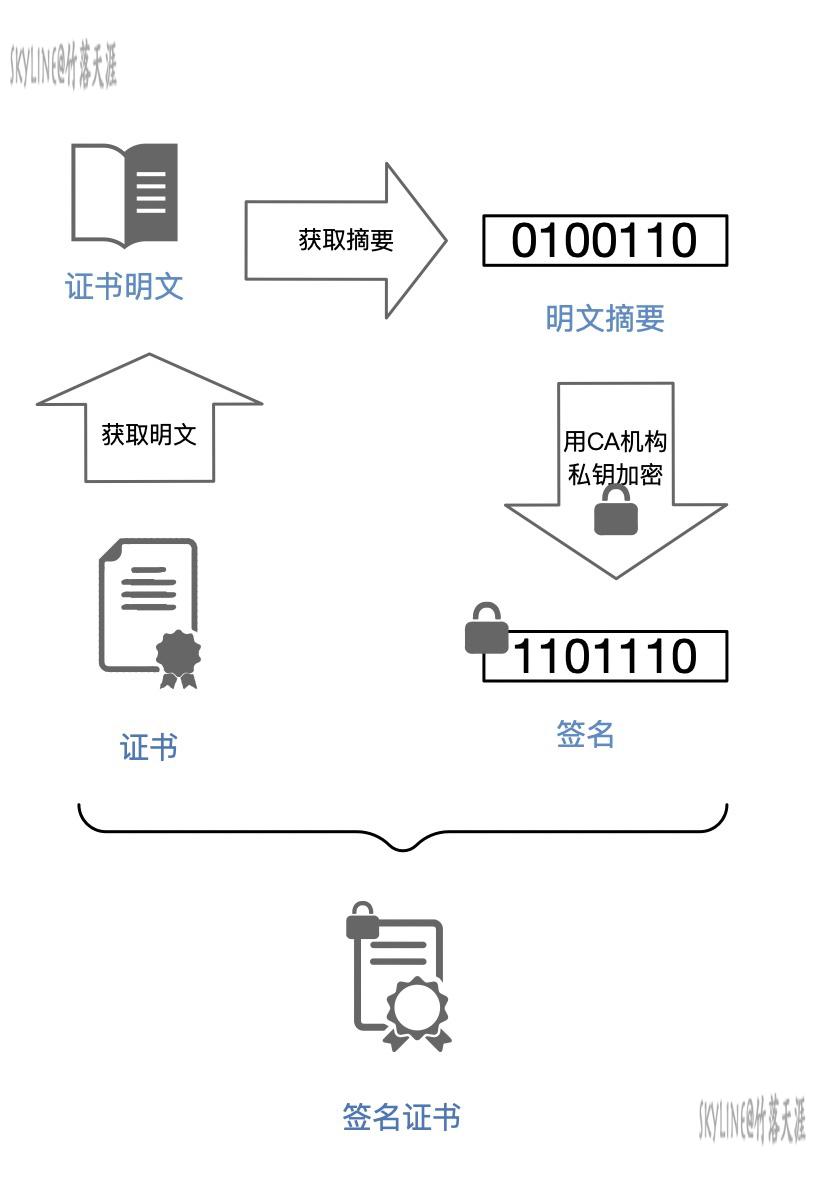 SKYLINE@竹落天涯
获取摘要
0100110
证书明文
明文摘要
获取明文
用CA机构
私钥加密
1101110
证书
签名
签名证书
SKYLINE@竹落天涯